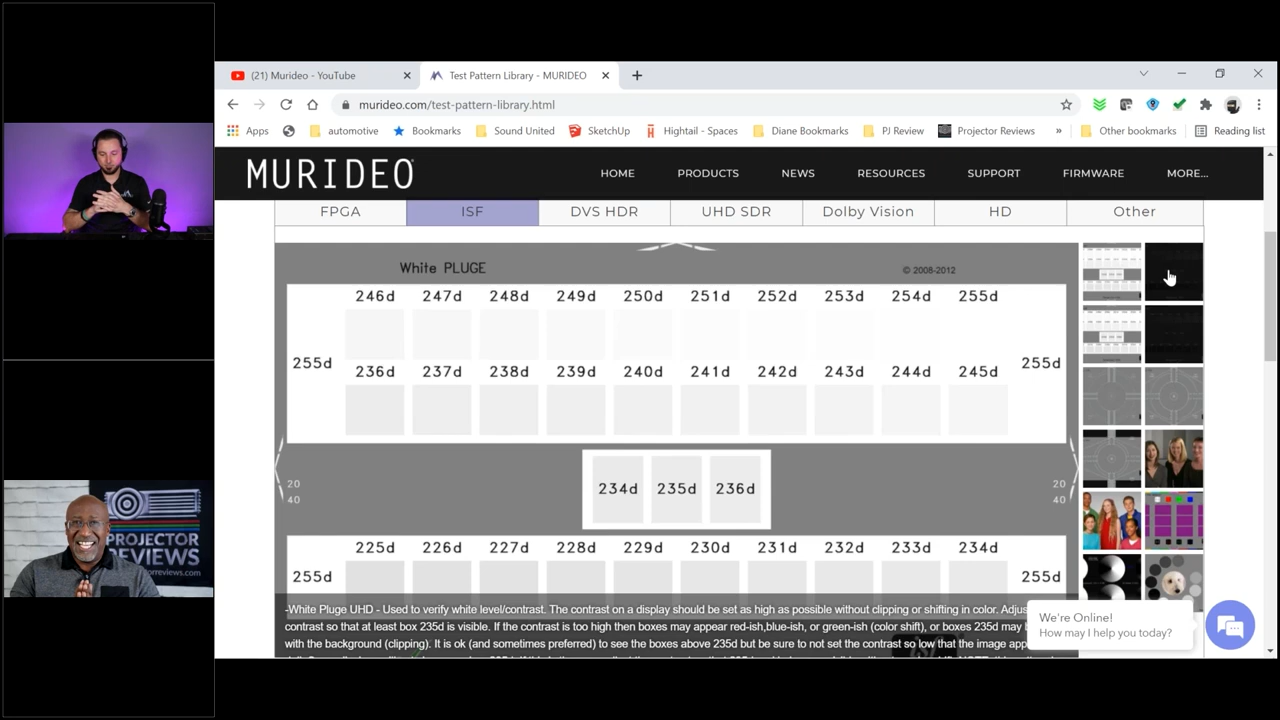 (21) Murideo - YouTube
Test Pattern Library - MURIDEO
murideo.com/test-pattern-library.html
Apps
automotive
Bookmarks
Sound United
SketchUp
Hightail - Spaces
Diane Bookmarks
PJ Review
Projector Reviews
»
Other bookmarks
Reading list
MURIDEO
HOME
PRODUCTS
NEWS
RESOURCES
SUPPORT
FIRMWARE
MORE...
FPGA
ISF
DVS HDR
UHD SDR
Dolby Vision
HD
Other
White PLUGE
© 2008-2012
246d 247d 248d 249d 250d 251d 252d 253d 254d 255d
255d
255d
236d 237d 238d 239d 240d 241d 242d 243d 244d 245d
20
40
234d 235d 236d
20
40
225d 226d 227d 228d 229d 230d 231d 232d 233d 234d
255d
255d
-White Pluge UHD - Used to verify white level/contrast. The contrast on a display should be set as high as possible without clipping or shifting in color. Adjus
contrast so that at least box 235d is visible. If the contrast is too high then boxes may appear red-ish,blue-ish, or green-ish (color shift), or boxes 235d may
with the background (clipping). It is ok (and sometimes preferred) to see the boxes above 235d but be sure to not set the contrast so low that the image app
We're Online!
How may I help you today?
PROJECTOR
REVIEWS